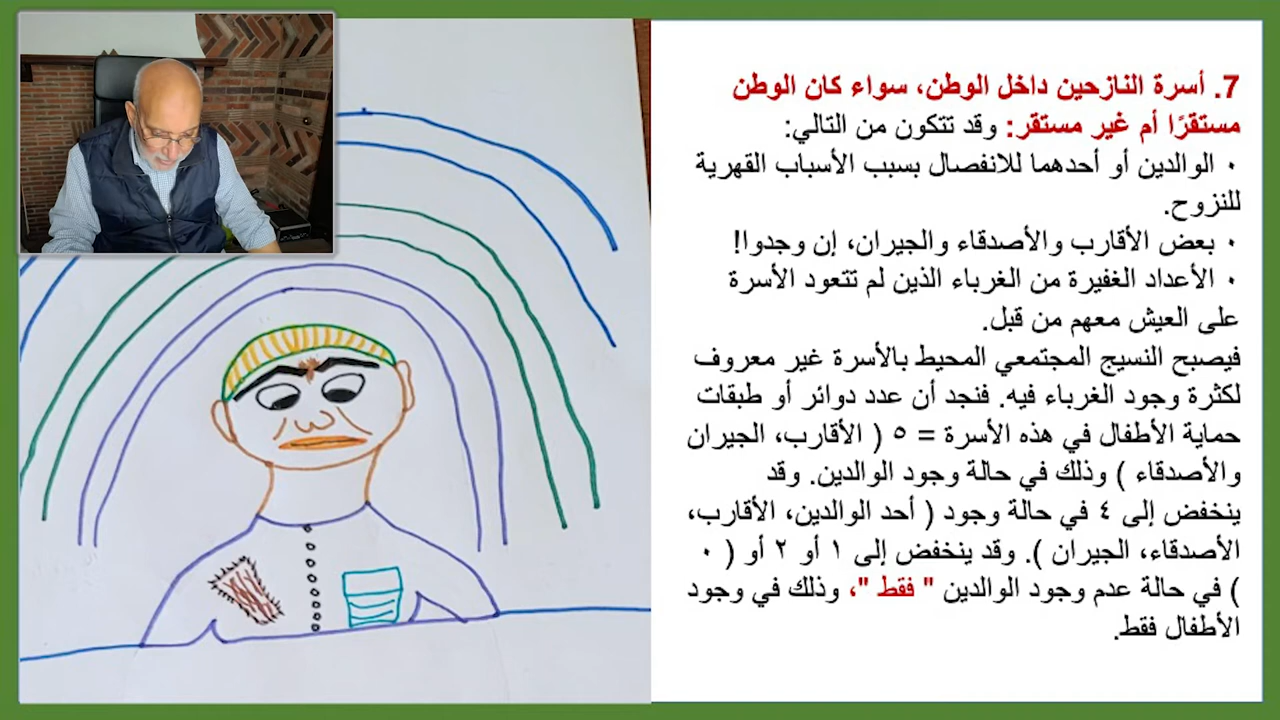 7. أسرة النازحين داخل الوطن، سواء كان الوطن
مستقرًا أم غير مستقر: وقد تتكون من التالي:
• الوالدين أو أحدهما للانفصال بسبب الأسباب القهرية
للنزوح.
• بعض الأقارب والأصدقاء والجيران، إن وجدوا!
• الأعداد الغفيرة من الغرباء الذين لم تتعود الأسرة
على العيش معهم من قبل.
فيصبح النسيج المجتمعي المحيط بالأسرة غير معروف
لكثرة وجود الغرباء فيه. فنجد أن عدد دوائر أو طبقات
حماية الأطفال في هذه الأسرة = ٥ ( الأقارب، الجيران
والأصدقاء ) وذلك في حالة وجود الوالدين. وقد
ينخفض إلى ٤ في حالة وجود ( أحد الوالدين، الأقارب،
الأصدقاء، الجيران ). وقد ينخفض إلى ١ أو ٢ أو ( ٠
) في حالة عدم وجود الوالدين " فقط "، وذلك في وجود
الأطفال فقط.